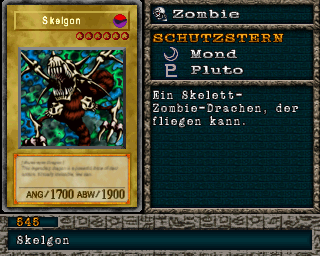 Skelgon
ANG/1700 ABW/1900
Zombie
SCHUTZSTERN
Mond
Pluto
Ein Skelett-
Zombie-Drachen, der
fliegen kann.
545
Skelgon